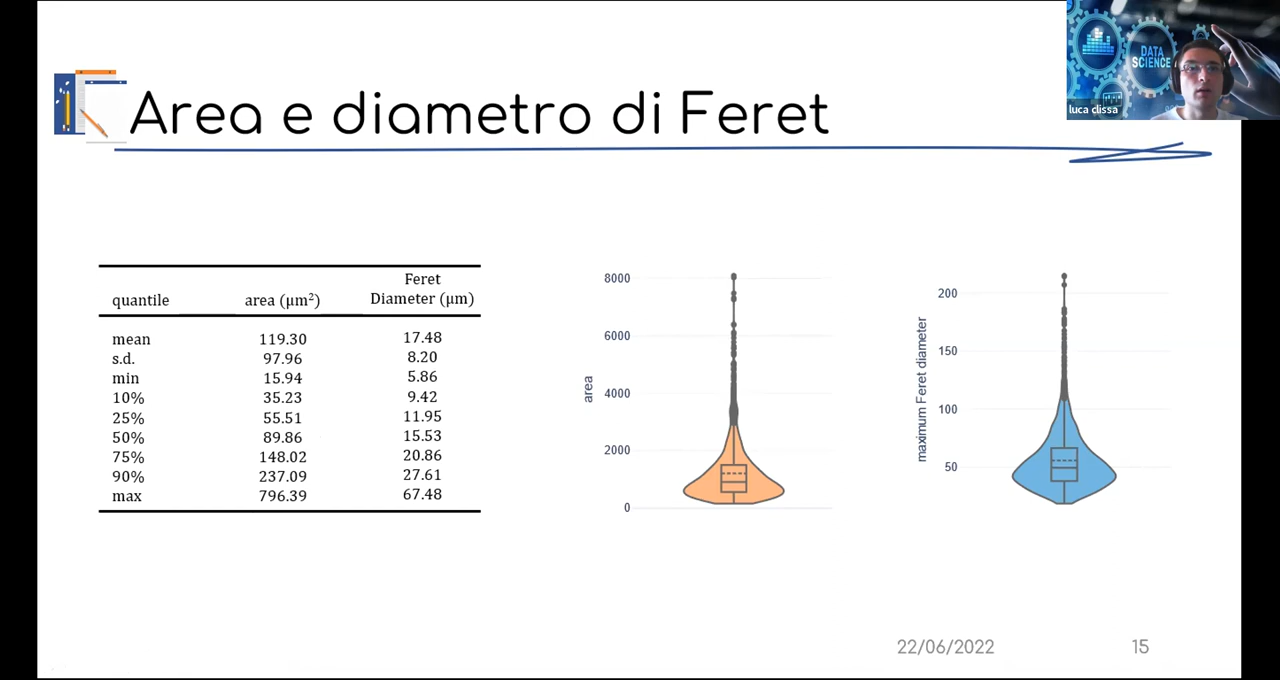 DATA
SCIENCE
luca clissa
Area e diametro di Feret
quantile area (μm²) Feret Diameter (μm)
mean 119.30 17.48
s.d. 97.96 8.20
min 15.94 5.86
10% 35.23 9.42
25% 55.51 11.95
50% 89.86 15.53
75% 148.02 20.86
90% 237.09 27.61
max 796.39 67.48
8000
6000
4000
2000
0
area
200
150
100
50
maximum Feret diameter
22/06/2022 15